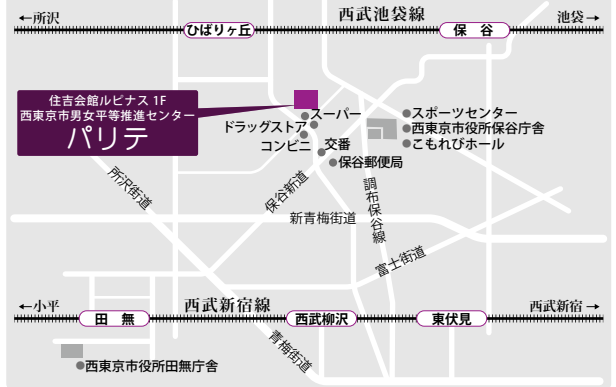 ←所沢
西武池袋線
池袋→
ひばりヶ丘
保 谷
住吉会館ルピナス 1F
西東京市男女平等推進センター
パリテ
スーパー
ドラッグストア
コンビニ
交番
保谷郵便局
スポーツセンター
西東京市役所保谷庁舎
こもれびホール
所沢街道
保谷新道
調布保谷線
新青梅街道
富士街道
←小平
西武新宿線
西武新宿→
田 無
西武柳沢
東伏見
青梅街道
西東京市役所田無庁舎